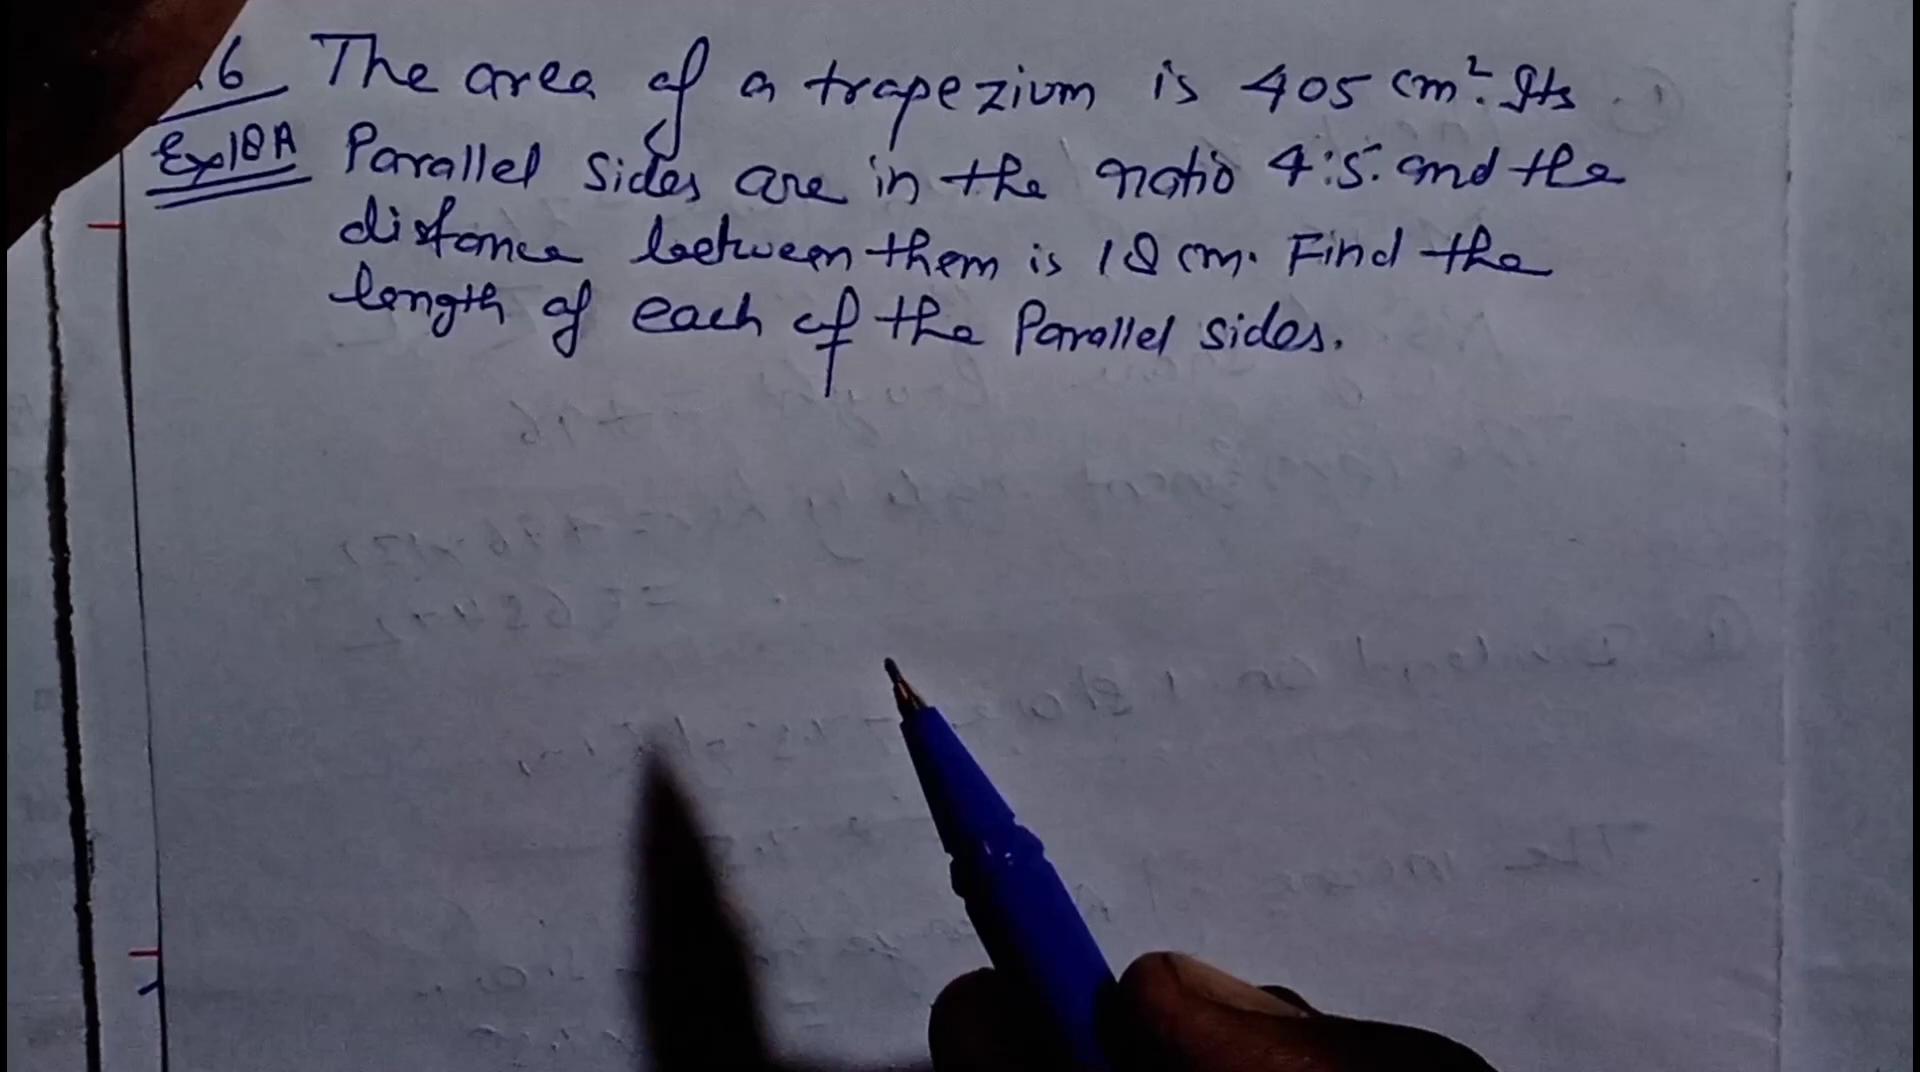 .6 The area of a trapezium is 405 cm². Its
Ex18A Parallel sides are in the ratio 4:5. and the
distance between them is 18 cm. Find the
length of each of the Parallel sides.